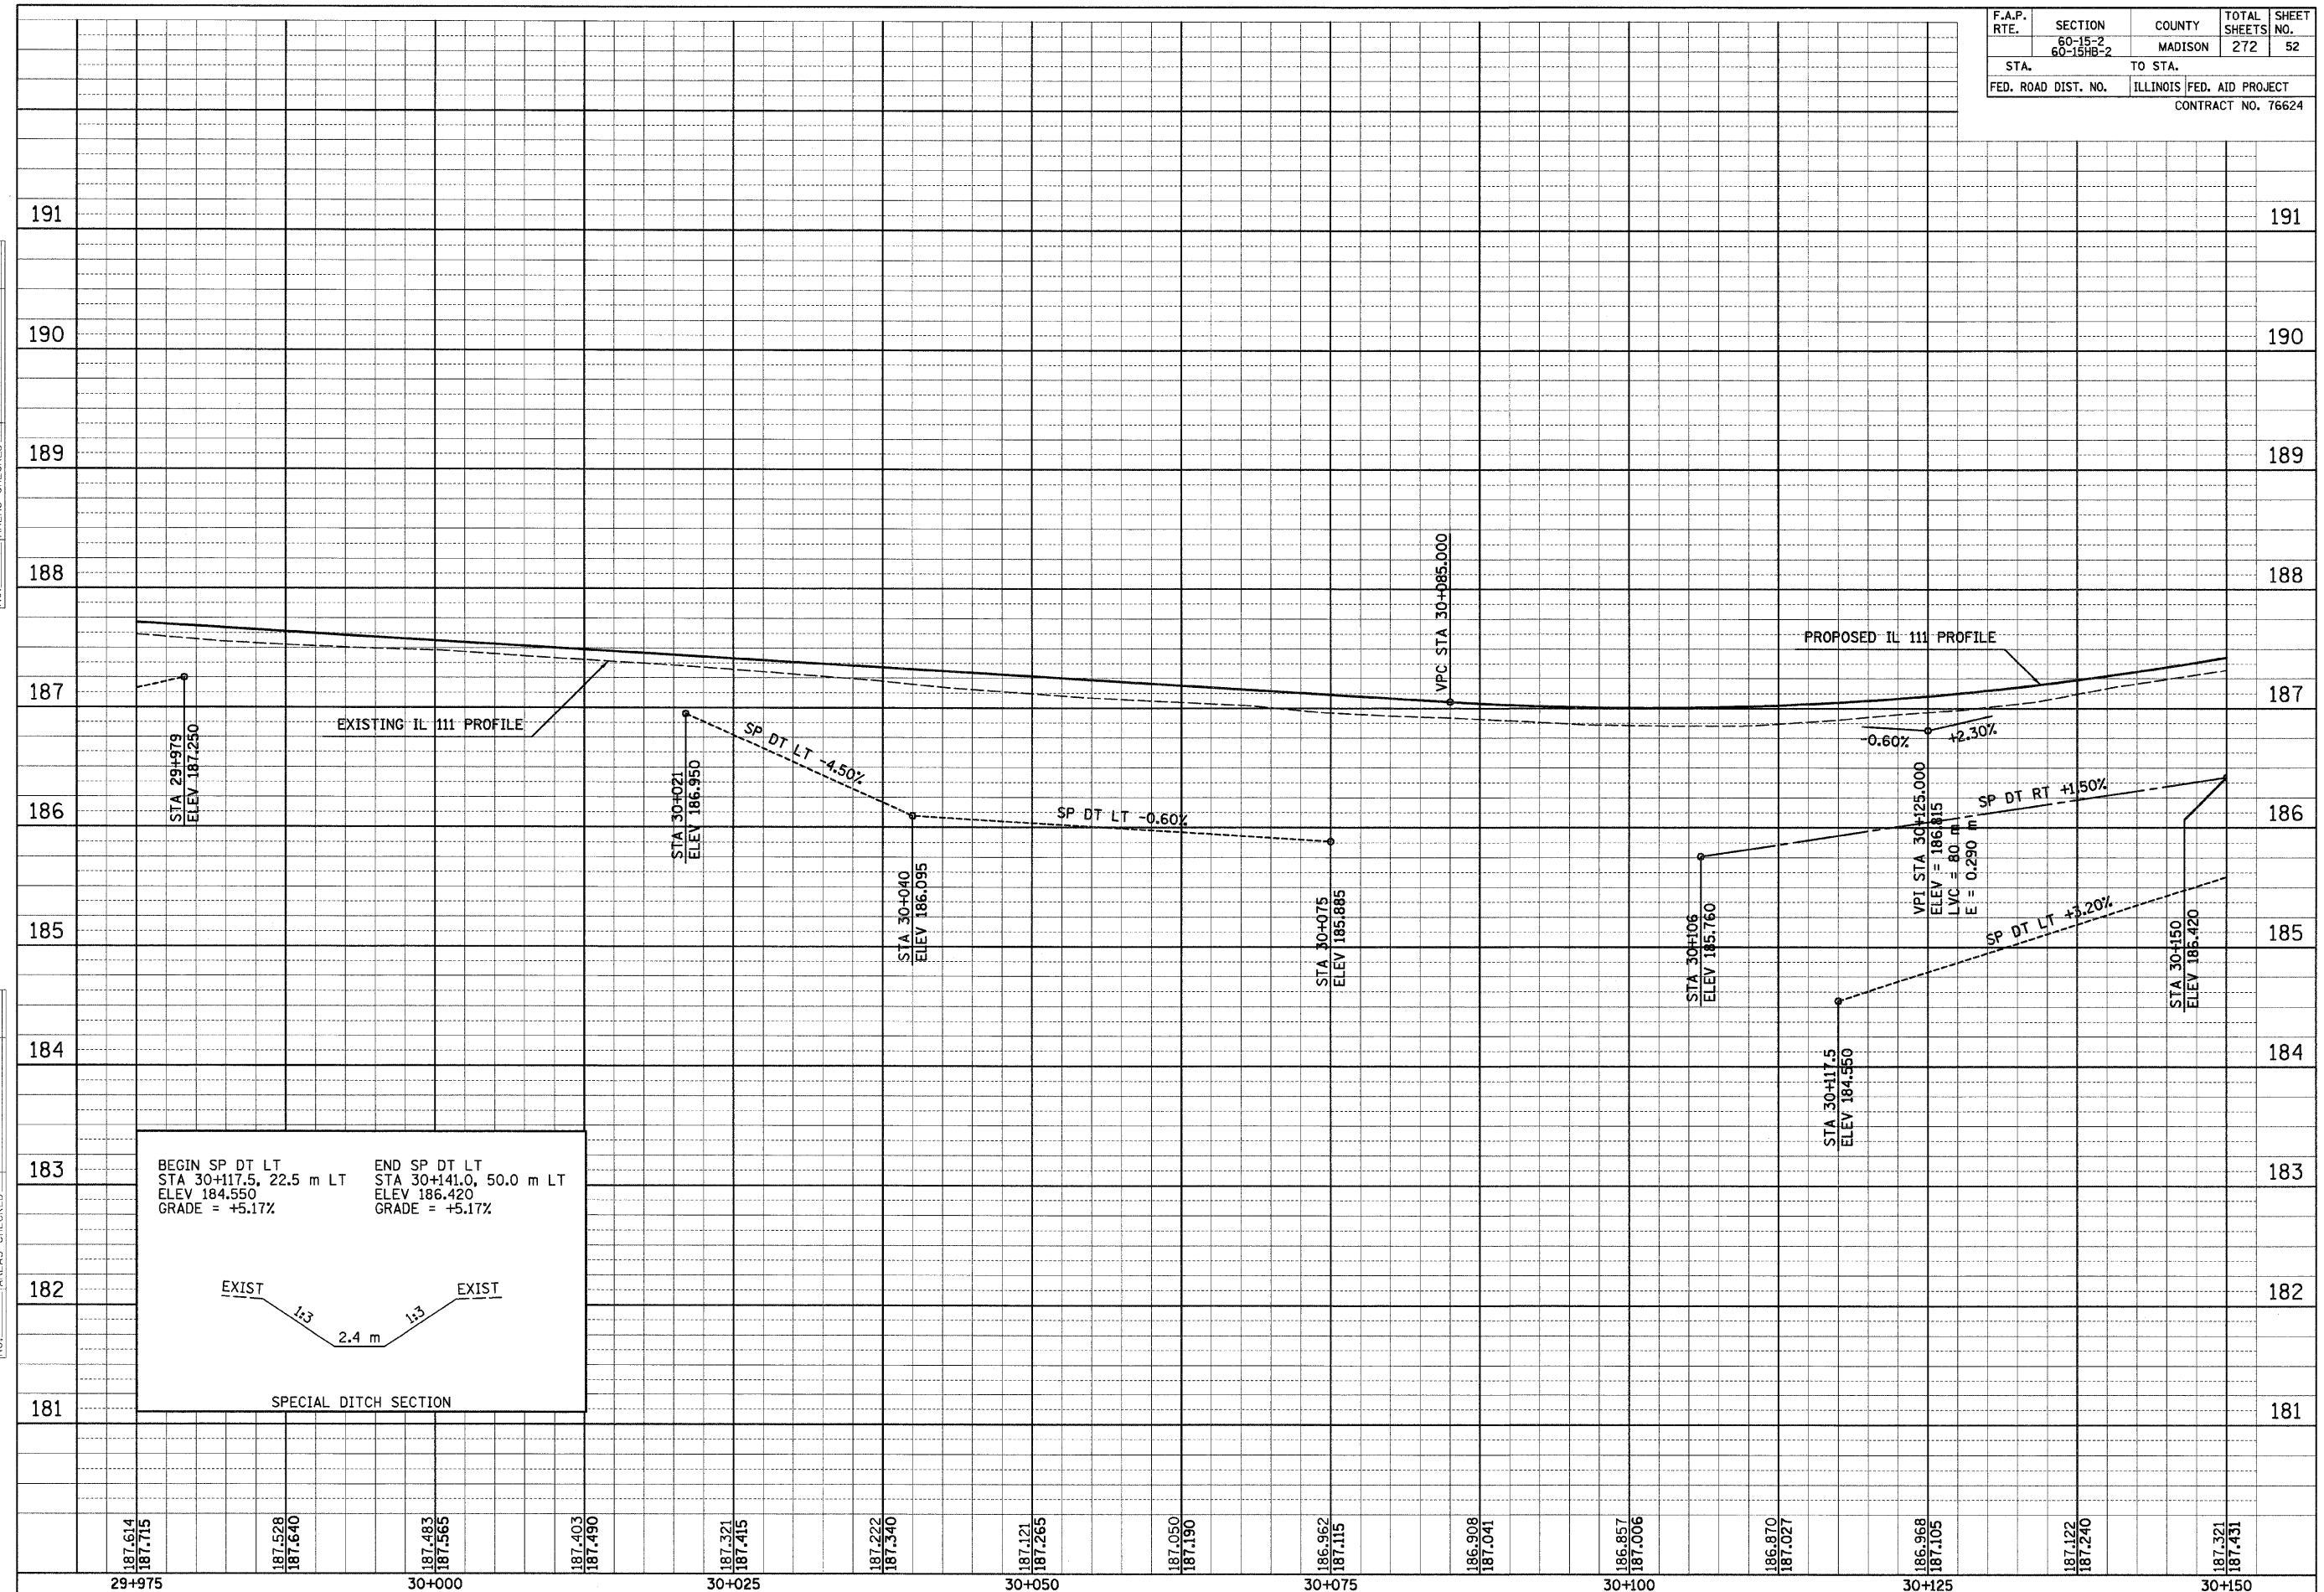 F.A.P. RTE. SECTION COUNTY TOTAL SHEETS SHEET NO.
60-15-2
60-15HB-2 MADISON 272 52
STA. TO STA.
FED. ROAD DIST. NO. ILLINOIS FED. AID PROJECT
CONTRACT NO. 76624
191 191
190 190
189 189
188 188
187 187
186 186
185 185
184 184
183 183
182 182
181 181
VPC STA 30+085.000
PROPOSED IL 111 PROFILE
EXISTING IL 111 PROFILE
STA 29+979
ELEV 187.250
STA 30+021
ELEV 186.950
SP DT LT -4.50%
STA 30+040
ELEV 186.095
SP DT LT -0.60%
STA 30+075
ELEV 185.885
-0.60% +2.30%
VPI STA 30+125.000
ELEV = 186.815
LVC = 80 m
E = 0.290 m
SP DT RT +1.50%
STA 30+106
ELEV 185.760
SP DT LT +3.20%
STA 30+150
ELEV 186.420
STA 30+117.5
ELEV 184.550
BEGIN SP DT LT
STA 30+117.5, 22.5 m LT
ELEV 184.550
GRADE = +5.17%
END SP DT LT
STA 30+141.0, 50.0 m LT
ELEV 186.420
GRADE = +5.17%
EXIST EXIST
1:3 1:3
2.4 m
SPECIAL DITCH SECTION
187.614
187.715
187.528
187.640
187.483
187.565
187.403
187.490
187.321
187.415
187.222
187.340
187.121
187.265
187.050
187.190
186.962
187.115
186.908
187.041
186.857
187.006
186.870
187.027
186.968
187.105
187.122
187.240
187.321
187.431
29+975 30+000 30+025 30+050 30+075 30+100 30+125 30+150